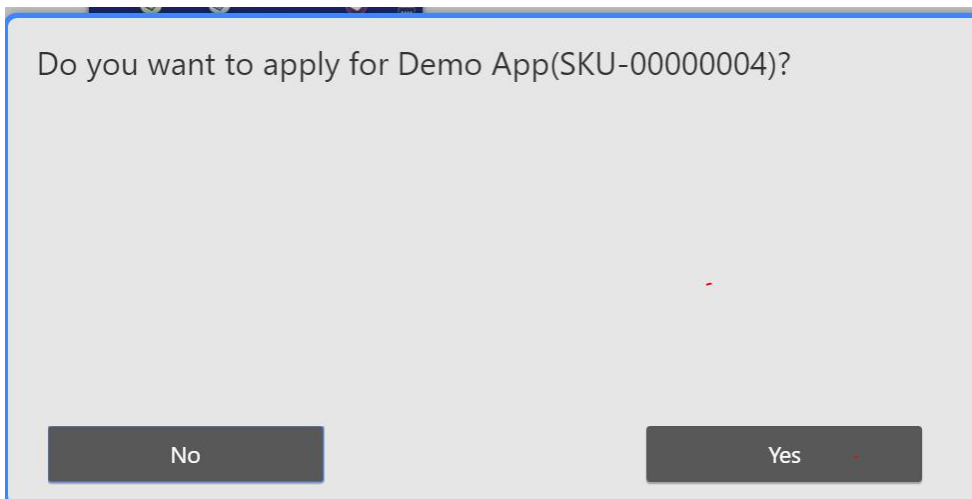 Do you want to apply for Demo App(SKU-00000004)?
No
Yes